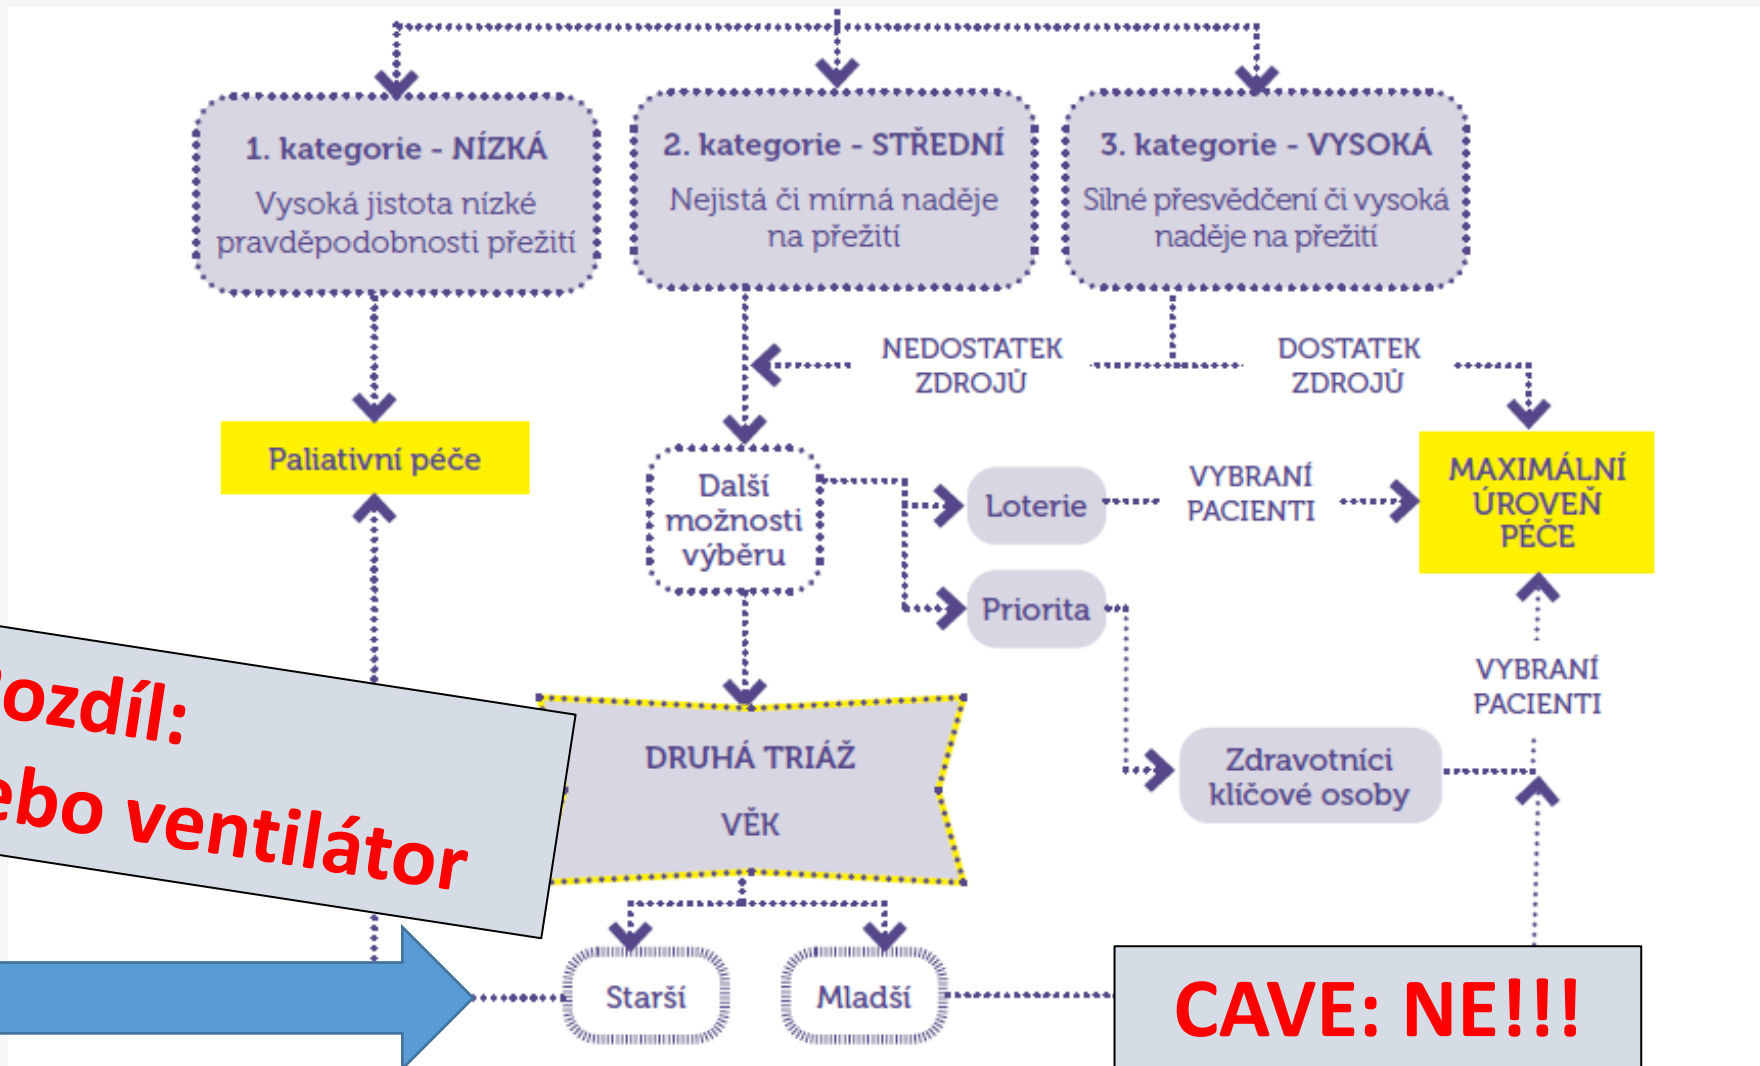 1. kategorie - NÍZKÁ
Vysoká jistota nízké
pravděpodobnosti přežití
2. kategorie - STŘEDNÍ
Nejistá či mírná naděje
na přežití
3. kategorie - VYSOKÁ
Silné přesvědčení či vysoká
naděje na přežití
NEDOSTATEK
ZDROJŮ
DOSTATEK
ZDROJŮ
Paliativní péče
Další
možnosti
výběru
Loterie
VYBRANÍ
PACIENTI
MAXIMÁLNÍ
ÚROVEŇ
PÉČE
Priorita
VYBRANÍ
PACIENTI
Zdravotníci
klíčové osoby
DRUHÁ TRIÁŽ
VĚK
ventilátor
Starší
Mladší
CAVE: NE!!!